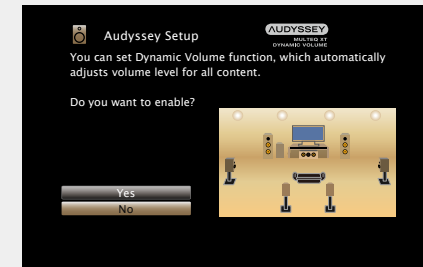 Audyssey Setup
AUDYSSEY
MULTEQ XT
DYNAMIC VOLUME
You can set Dynamic Volume function, which automatically
adjusts volume level for all content.
Do you want to enable?
Yes
No